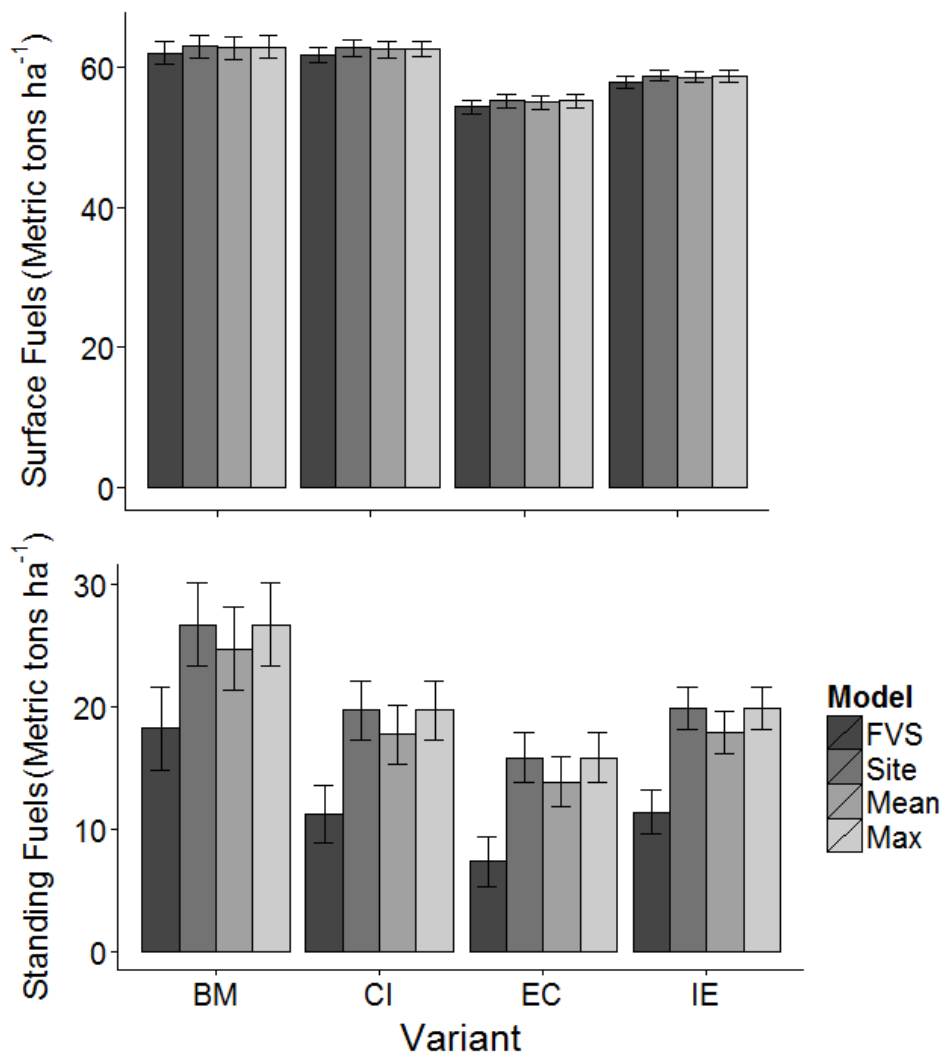 Surface Fuels (Metric tons ha⁻¹)
60
40
20
0
Standing Fuels (Metric tons ha⁻¹)
30
20
10
0
BM CI EC IE
Variant
Model
FVS
Site
Mean
Max